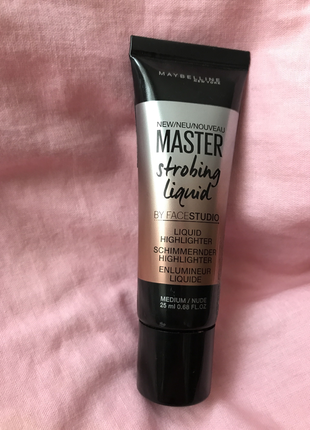 MAYBELLINE
NEW YORK
NEW/NEU/NOUVEAU
MASTER
strobing
liquid
BY FACESTUDIO
LIQUID
HIGHLIGHTER
SCHIMMERNDER
HIGHLIGHTER
ENLUMINEUR
LIQUIDE
MEDIUM / NUDE
25 ml 0.68 FL.OZ